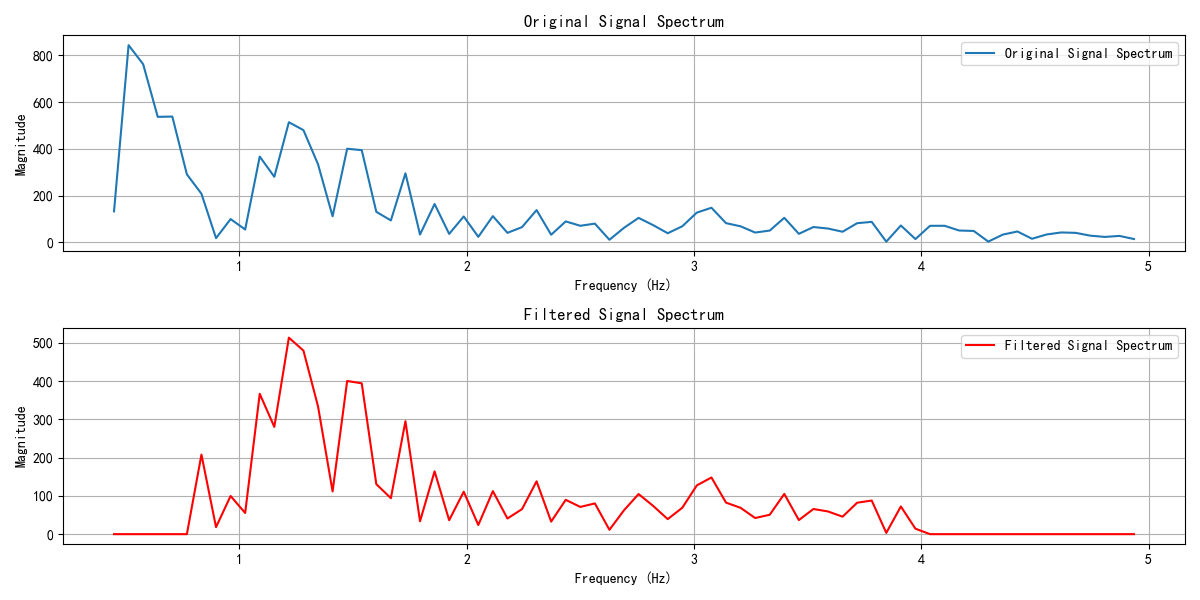 Original Signal Spectrum
Original Signal Spectrum
800
600
400
200
0
Magnitude
1 2 3 4 5
Frequency (Hz)
Filtered Signal Spectrum
Filtered Signal Spectrum
500
400
300
200
100
0
Magnitude
1 2 3 4 5
Frequency (Hz)